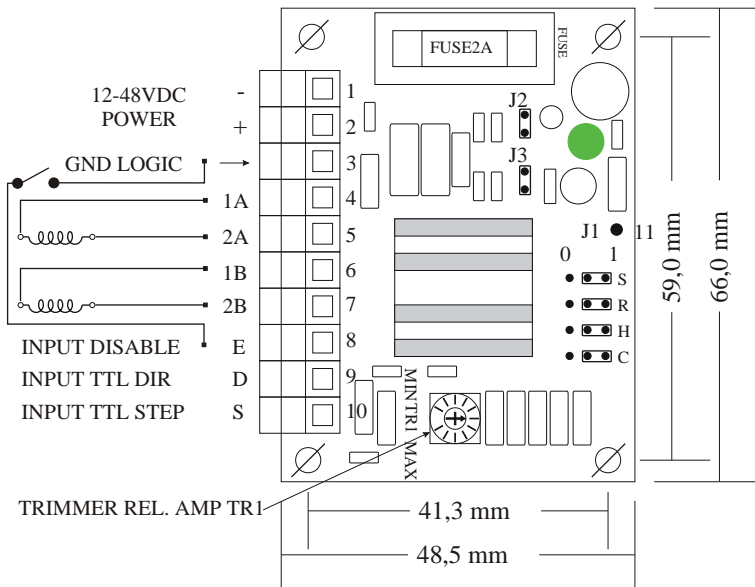 FUSE2A
FUSE
12-48VDC
POWER
- 1
+ 2
GND LOGIC → 3
1A 4
2A 5
1B 6
2B 7
INPUT DISABLE E 8
INPUT TTL DIR D 9
INPUT TTL STEP S 10
J2
J3
J1 11
0 1
S
R
H
C
MINTR1 MAX
TRIMMER REL. AMP TR1
59,0 mm
66,0 mm
41,3 mm
48,5 mm